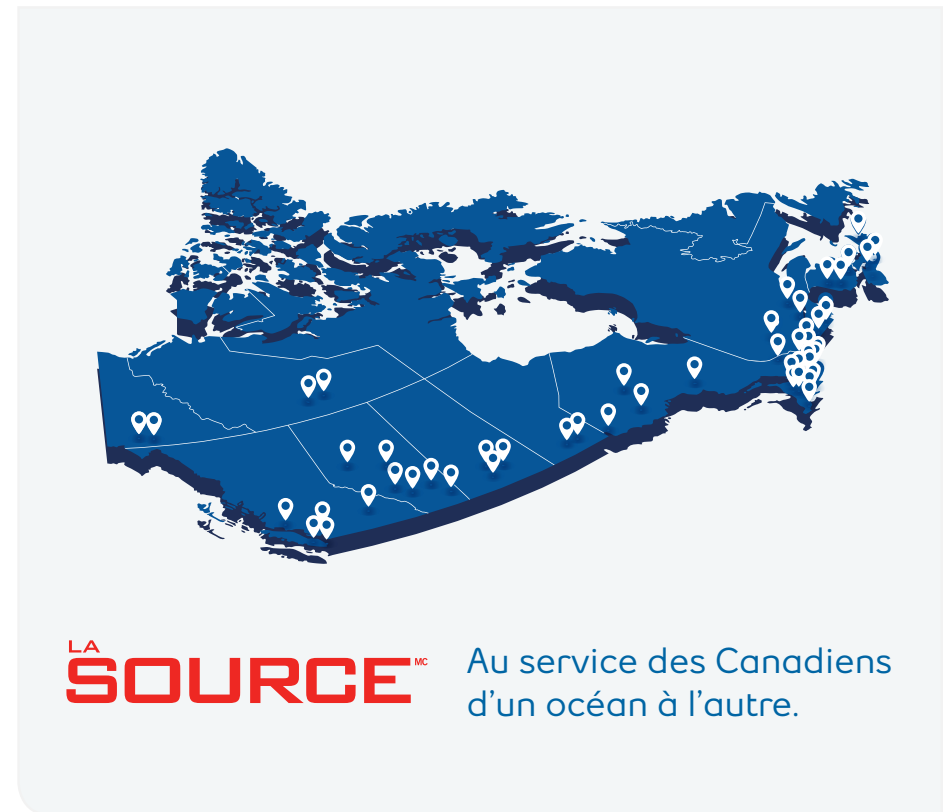 LA
SOURCE MC
Au service des Canadiens
d'un océan à l'autre.